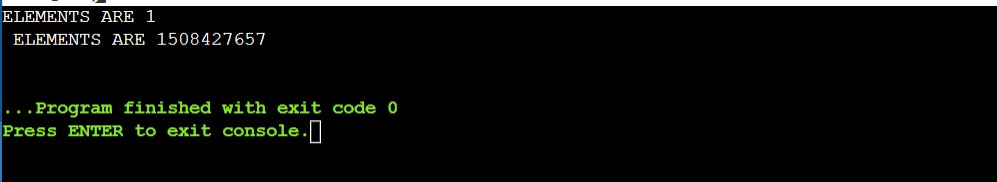 ELEMENTS ARE 1
ELEMENTS ARE 1508427657
...Program finished with exit code 0
Press ENTER to exit console.